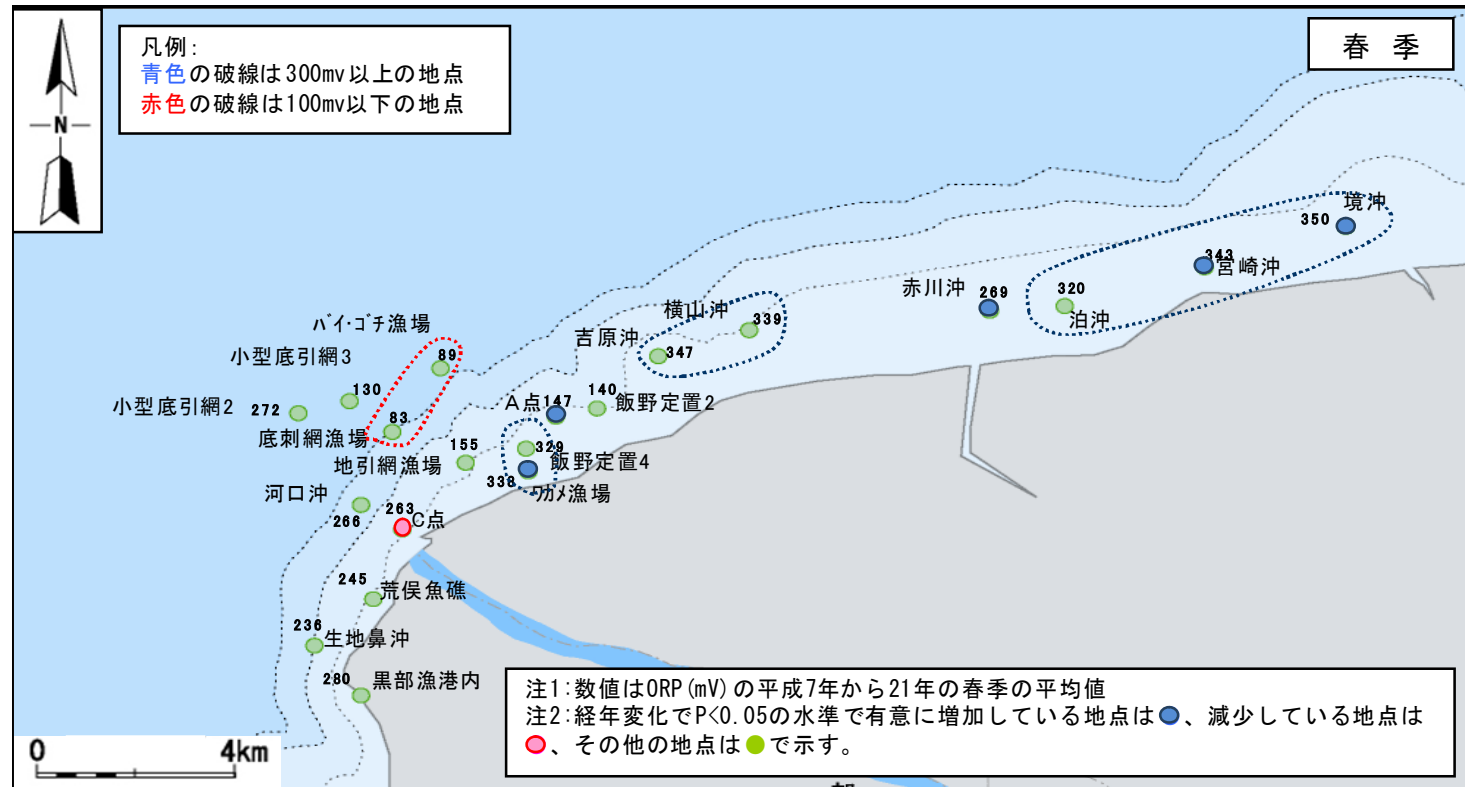 凡例:
青色の破線は300mv以上の地点
赤色の破線は100mv以下の地点
春 季
N
境沖
350
343
宮崎沖
赤川沖
269
320
泊沖
横山沖
339
吉原沖
347
ﾊﾞｲ･ｺﾞﾁ漁場
小型底引網3
89
130
小型底引網2
272
83
底刺網漁場
A点
147
140
飯野定置2
155
地引網漁場
329
飯野定置4
338
ﾜｶﾒ漁場
河口沖
266
263
C点
245
荒俣魚礁
236
生地鼻沖
280
黒部漁港内
注1:数値はORP(mV)の平成7年から21年の春季の平均値
注2:経年変化でP<0.05の水準で有意に増加している地点は●、減少している地点は
●、その他の地点は●で示す。
0 4km